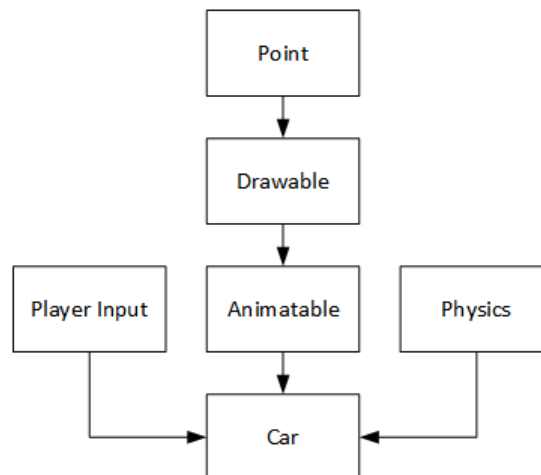 Point
Drawable
Player Input
Animatable
Physics
Car